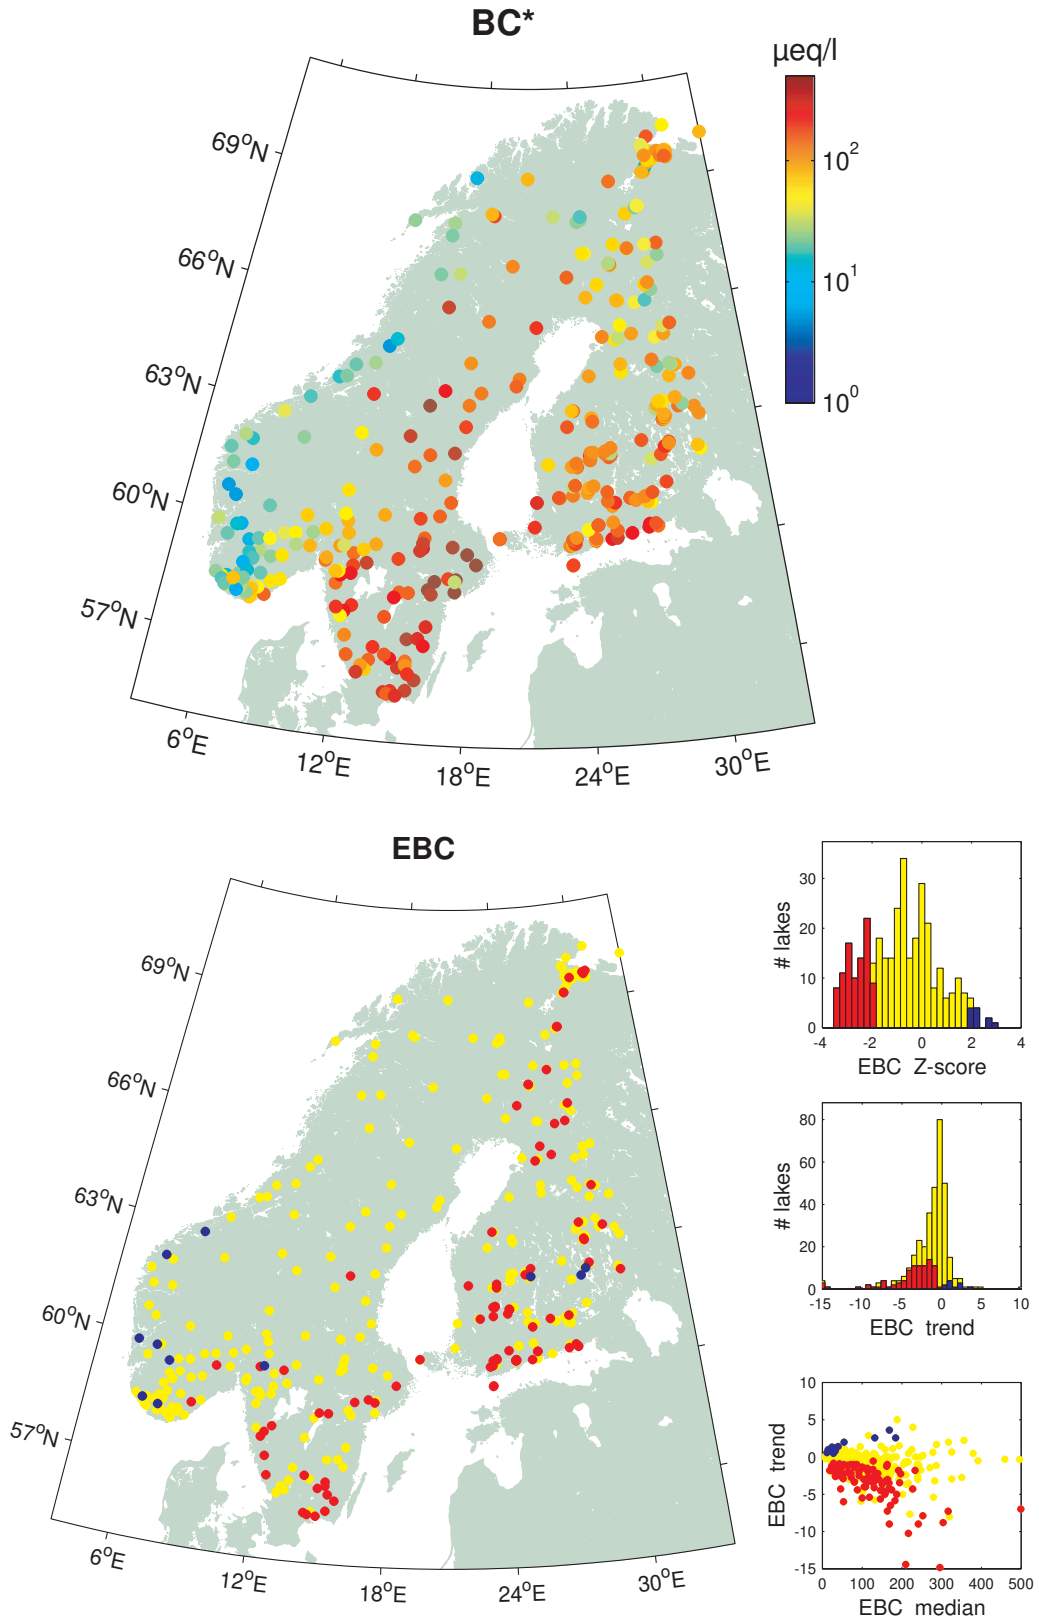 BC*
µeq/l
10²
10¹
10⁰
69°N
66°N
63°N
60°N
57°N
6°E
12°E
18°E
24°E
30°E
EBC
69°N
66°N
63°N
60°N
57°N
6°E
12°E
18°E
24°E
30°E
# lakes
30
20
10
0
-4
-2
0
2
4
EBC Z-score
# lakes
80
60
40
20
0
-15
-10
-5
0
5
10
EBC trend
EBC trend
10
5
0
-5
-10
-15
0
100
200
300
400
500
EBC median